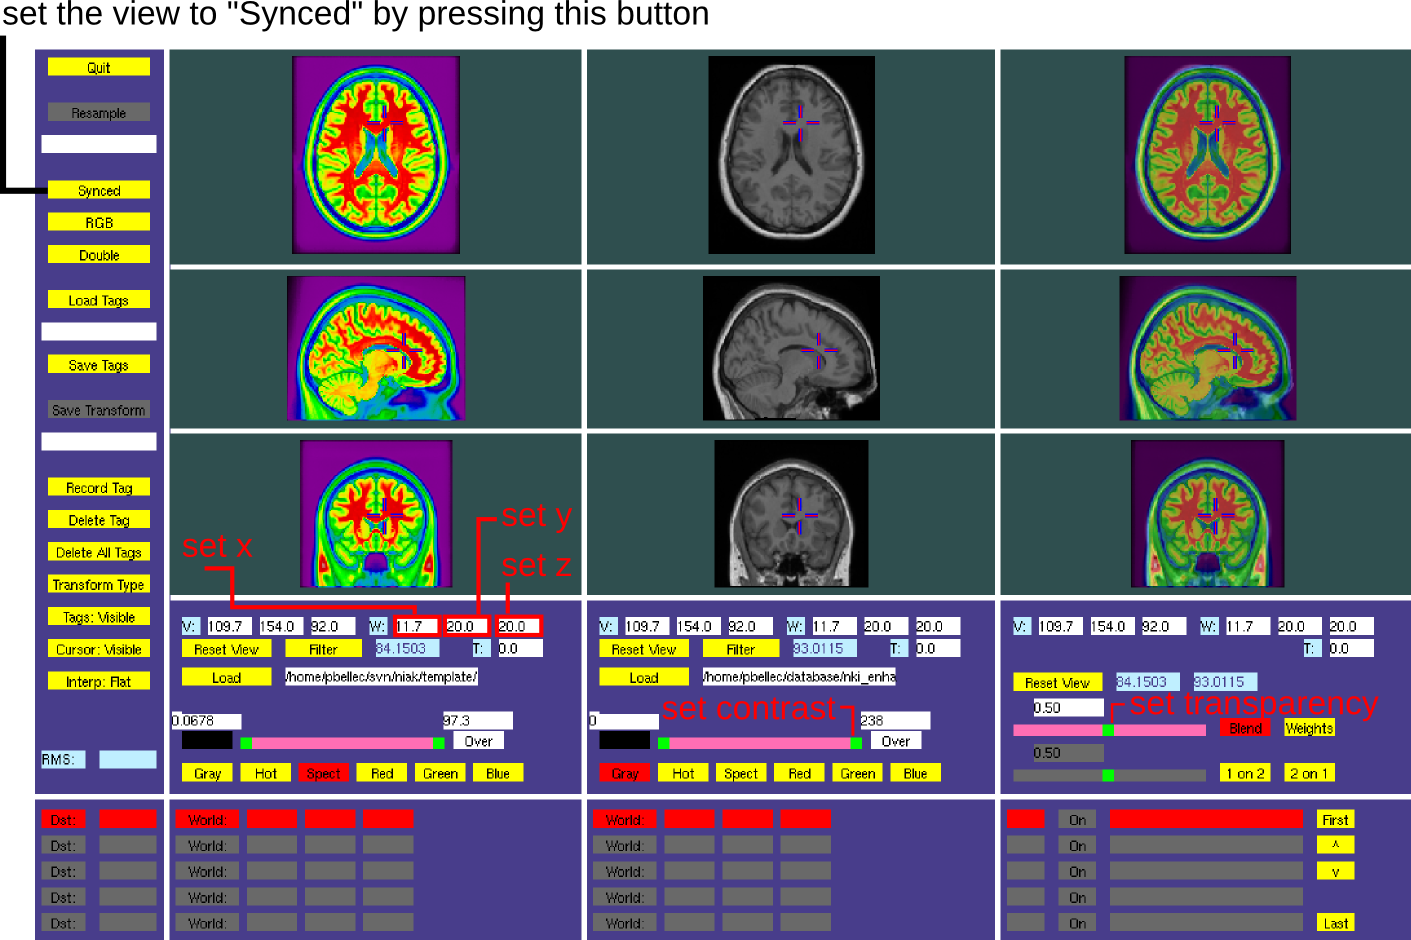 set the view to "Synced" by pressing this button
Quit
Resample
Synced
RGB
Double
Load Tags
Save Tags
Save Transform
Record Tag
Delete Tag
Delete All Tags
Transform Type
Tags: Visible
Cursor: Visible
Interp: Flat
RMS:
set x
set y
set z
V: 109.7 154.0 92.0 W: 11.7 20.0 20.0
Reset View Filter 84.1503 T: 0.0
Load /home/pbellec/svn/niak/template/
0.0678 97.3
Over
Gray Hot Spect Red Green Blue
V: 109.7 154.0 92.0 W: 11.7 20.0 20.0
Reset View Filter 93.0115 T: 0.0
Load /home/pbellec/database/nki_enha
set contrast
0 238
Over
Gray Hot Spect Red Green Blue
V: 109.7 154.0 92.0 W: 11.7 20.0 20.0
T: 0.0
Reset View 84.1503 93.0115
set transparency
0.50
Blend Weights
0.50
1 on 2 2 on 1
Dst: World: World: On First
Dst: World: World: On ^
Dst: World: World: On v
Dst: World: World: On
Dst: World: World: On Last